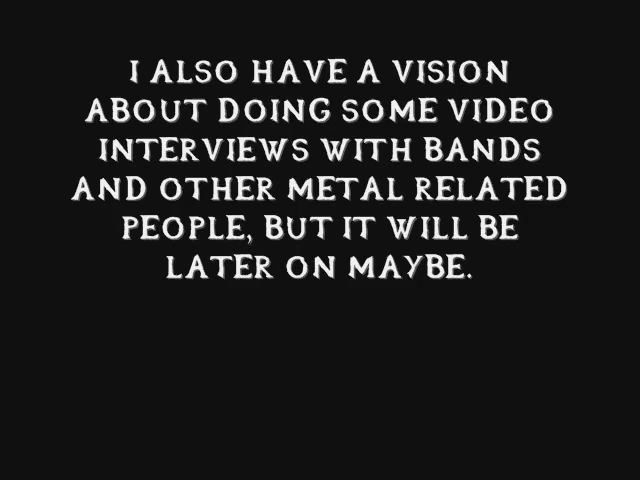 I ALSO HAVE A VISION
ABOUT DOING SOME VIDEO
INTERVIEWS WITH BANDS
AND OTHER METAL RELATED
PEOPLE, BUT IT WILL BE
LATER ON MAYBE.